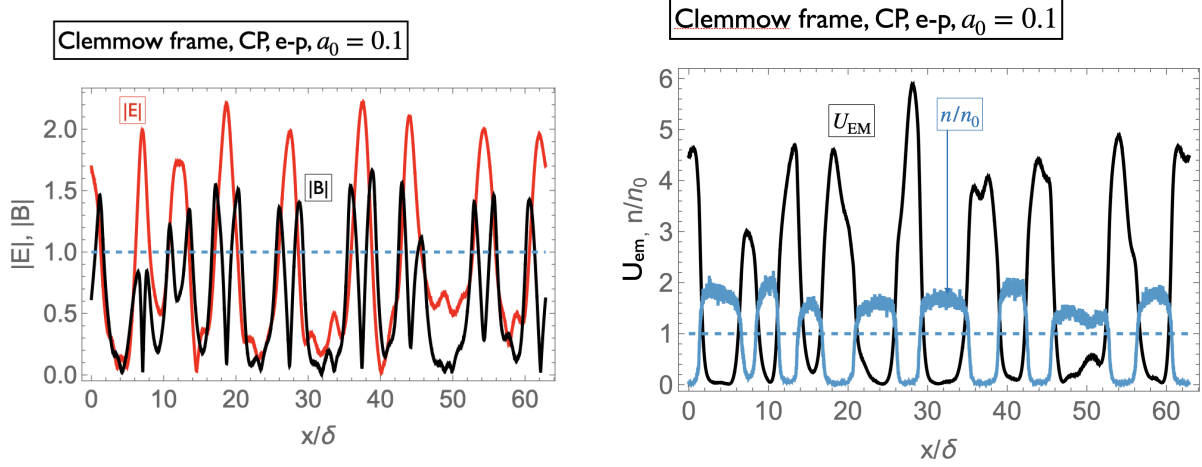 Clemmow frame, CP, e-p, a₀ = 0.1
|E|
|B|
|E|, |B|
2.0
1.5
1.0
0.5
0.0
0 10 20 30 40 50 60
x/δ
Clemmow frame, CP, e-p, a₀ = 0.1
U_EM
n/n₀
U_em, n/n₀
6
5
4
3
2
1
0
0 10 20 30 40 50 60
x/δ